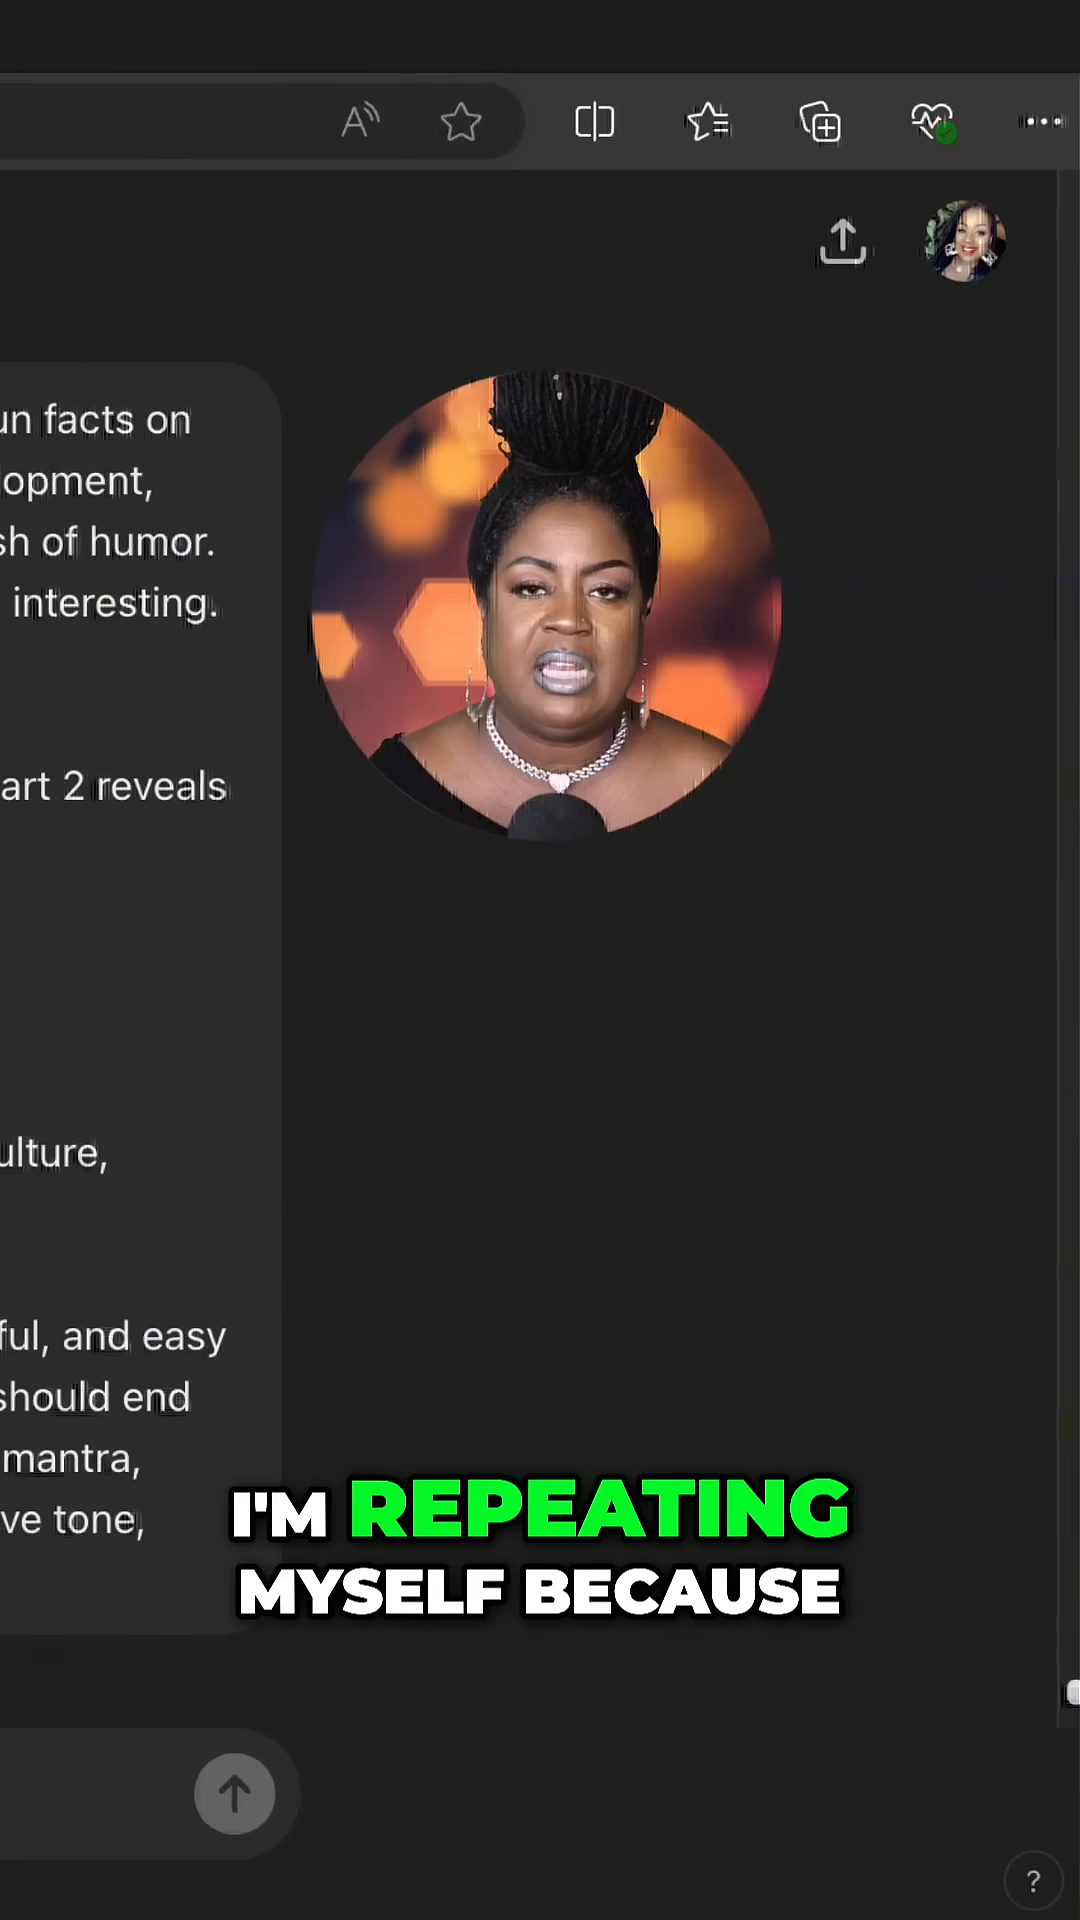 un facts on
lopment,
sh of humor.
interesting.
art 2 reveals
ulture,
ful, and easy
should end
mantra,
ve tone,
I'M REPEATING
MYSELF BECAUSE
?